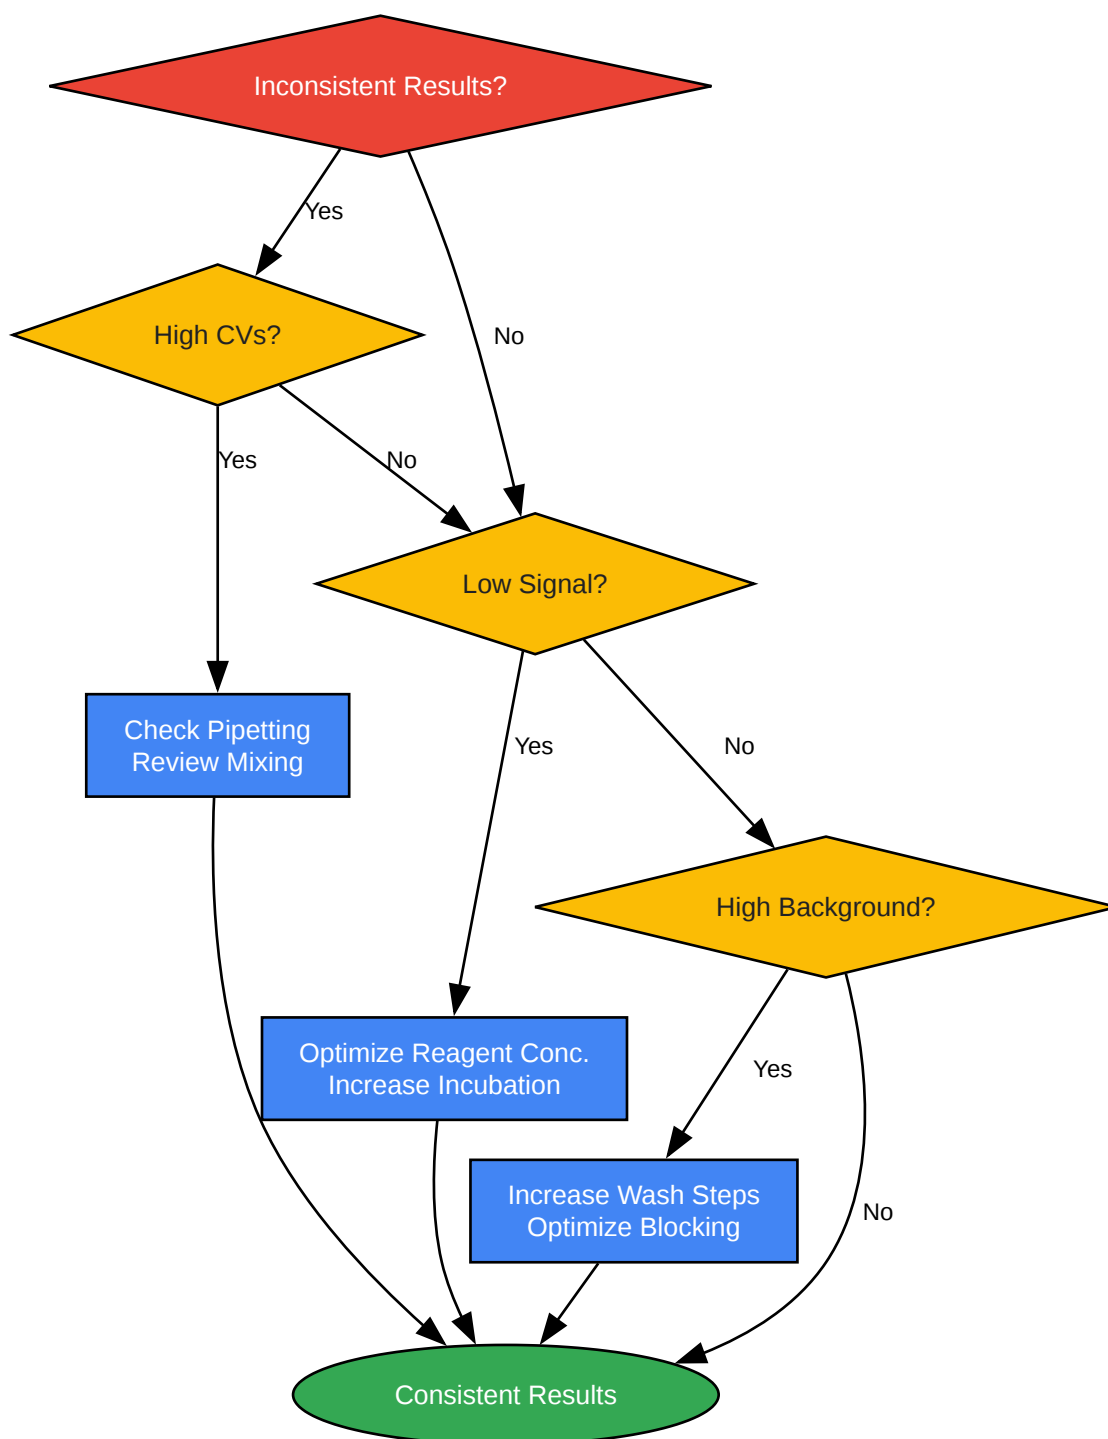 Inconsistent Results?
Yes
High CVs?
No
Yes
No
Low Signal?
Check Pipetting
Review Mixing
Yes
No
High Background?
Optimize Reagent Conc.
Increase Incubation
Yes
Increase Wash Steps
Optimize Blocking
No
Consistent Results